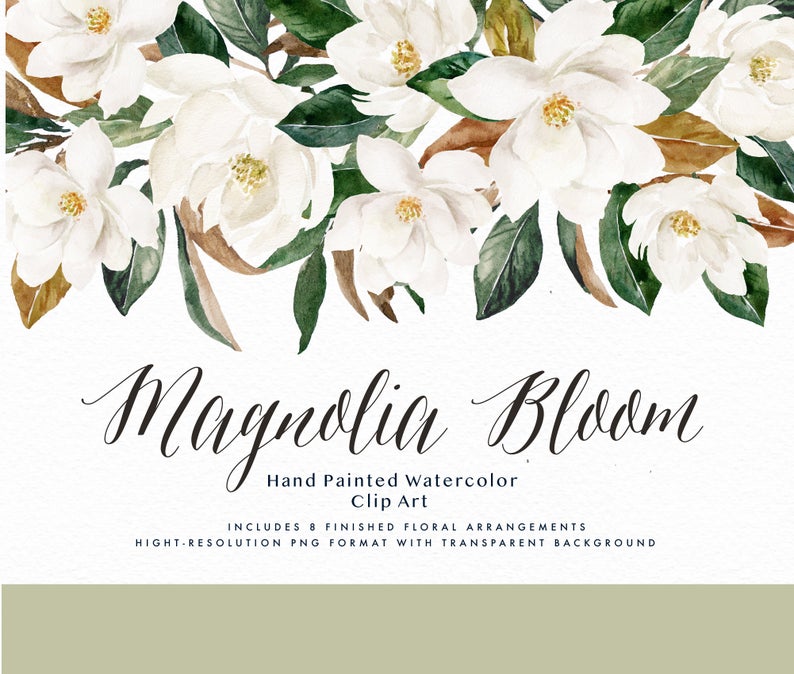 Magnolia Bloom
Hand Painted Watercolor
Clip Art
INCLUDES 8 FINISHED FLORAL ARRANGEMENTS
HIGHT-RESOLUTION PNG FORMAT WITH TRANSPARENT BACKGROUND